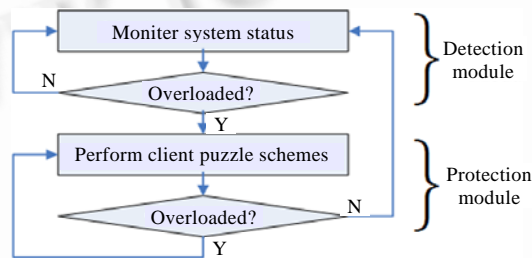 Moniter system status
Detection
module
N
Overloaded?
Y
Perform client puzzle schemes
Protection
module
Overloaded?
N
Y